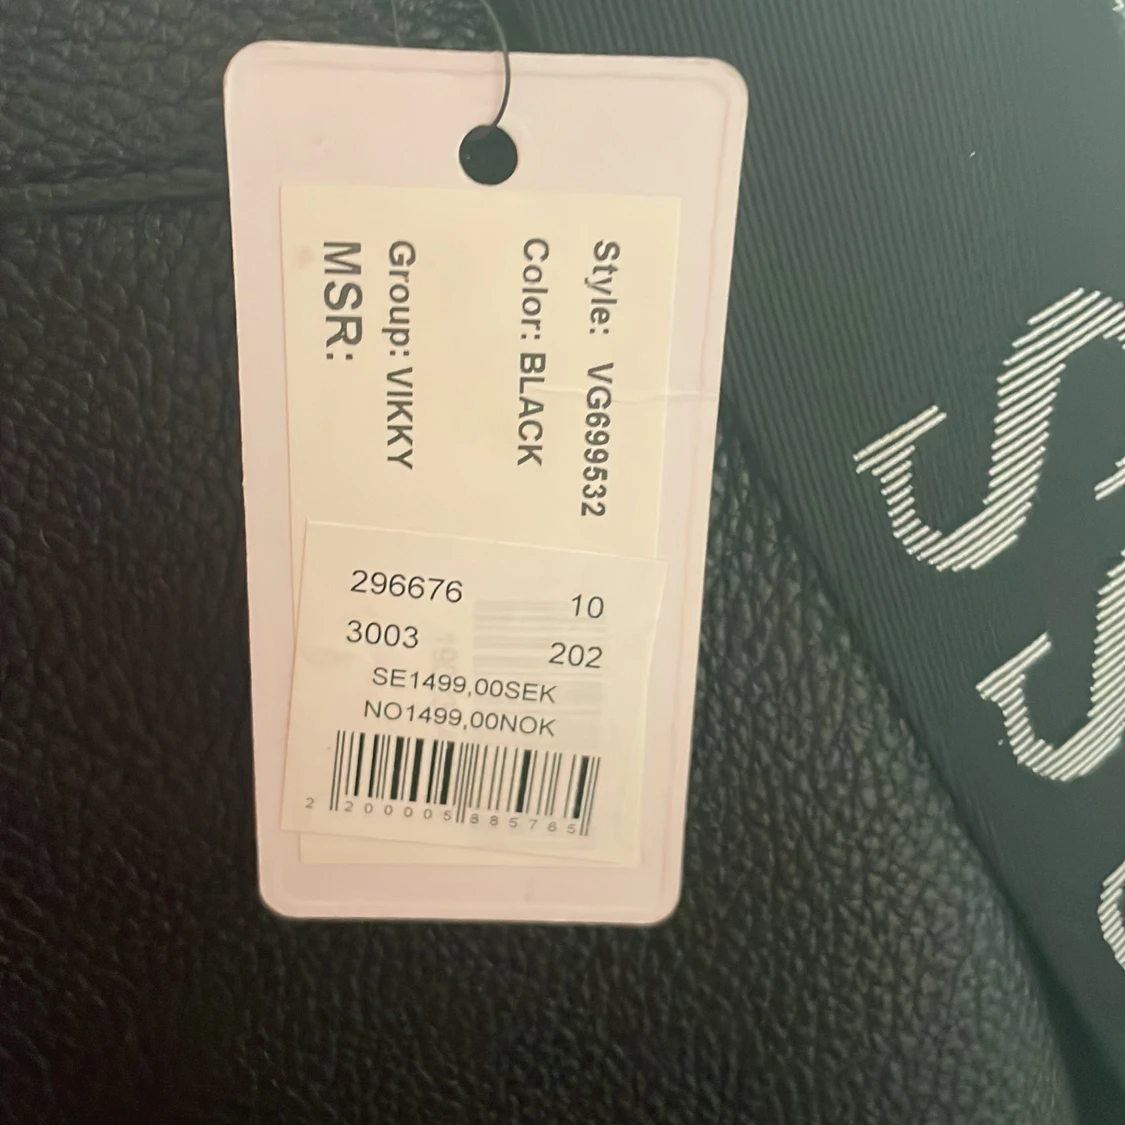 Style: VG699532
Color: BLACK
Group: VIKKY
MSR:
296676 10
3003 202
SE1499,00SEK
NO1499,00NOK
2 200005 885765